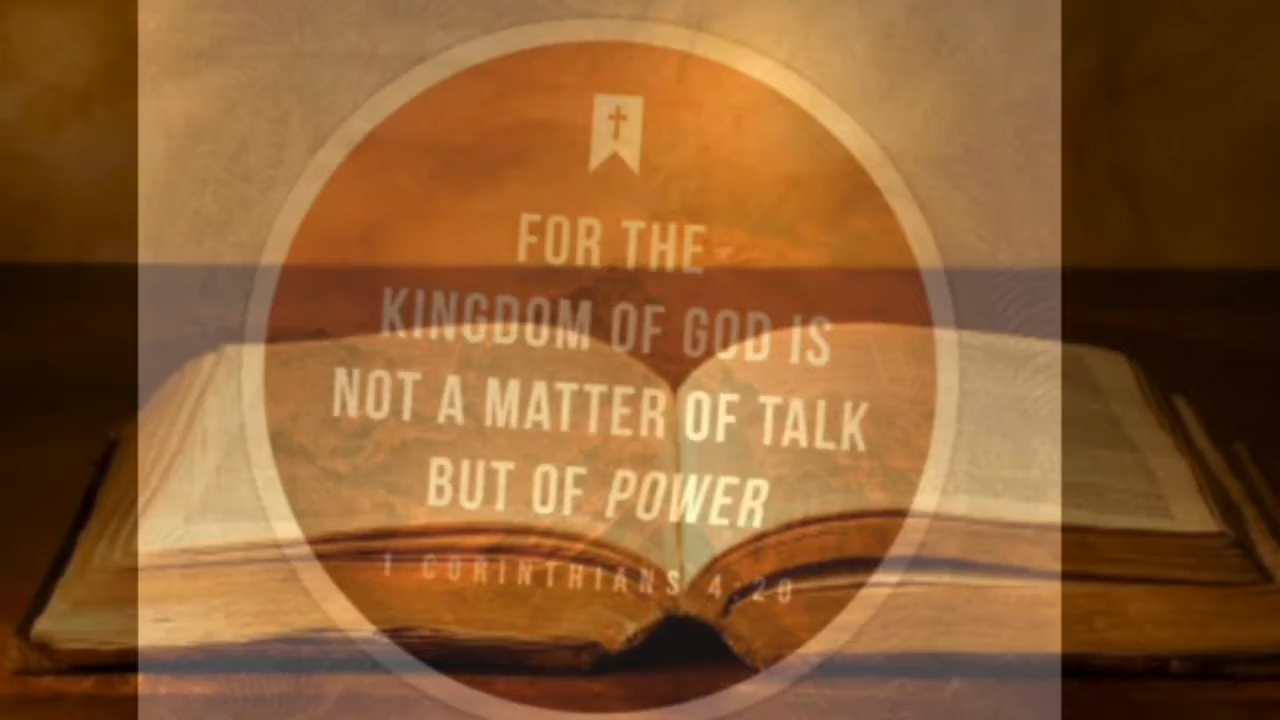 FOR THE
KINGDOM OF GOD IS
NOT A MATTER OF TALK
BUT OF POWER
1 CORINTHIANS 4:20